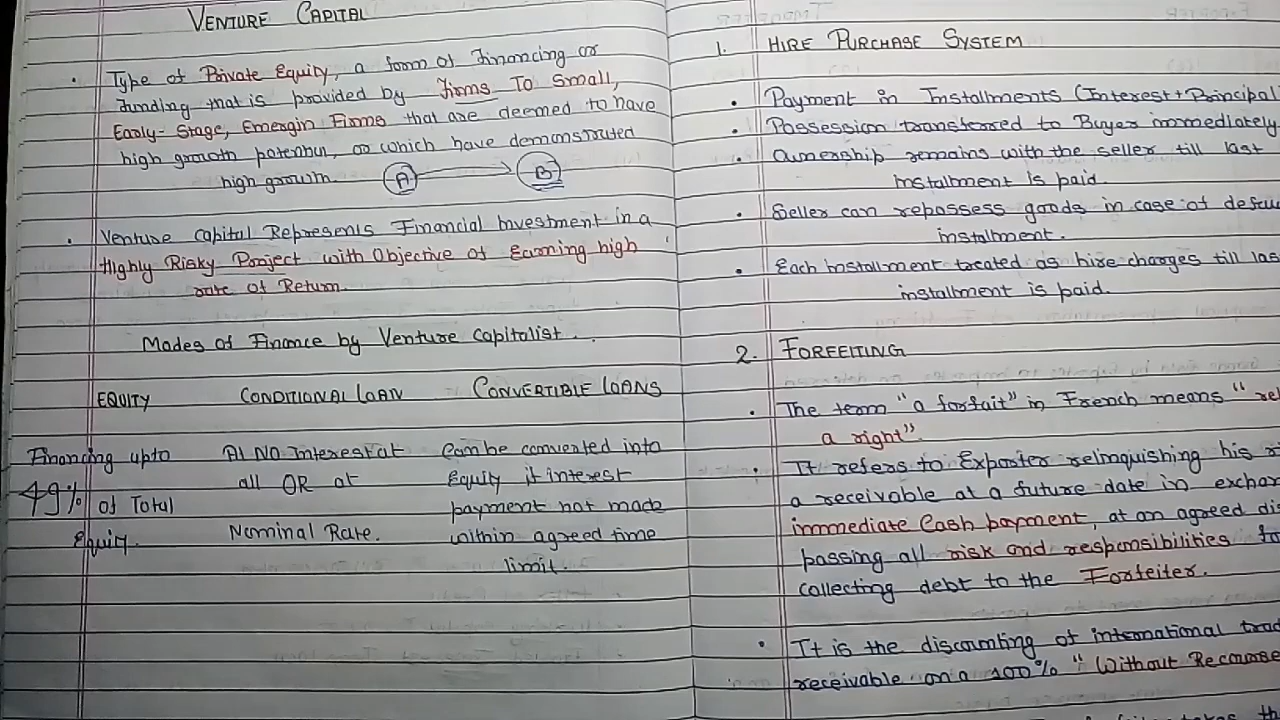 VENTURE CAPITAL
• Type of Private Equity, a form of Financing or
funding that is provided by Firms To Small,
Early-Stage, Emergin Firms that are deemed to have
high growth potential, or which have demonstrated
high growth. A B
• Venture Capital Represents Financial Investment in a
Highly Risky Project with Objective of Earning high
rate of Return.
Modes of Finance by Venture Capitalist.
EQUITY CONDITIONAL LOAN CONVERTIBLE LOANS
Financing upto At NO Interest at Can be converted into
49% all OR at Equity if interest
of Total payment not made
Equity. Nominal Rate. within agreed time
limit.
1. HIRE PURCHASE SYSTEM
• Payment in Installments (Interest+Principal
• Possession transferred to Buyer immediately
• Ownership remains with the seller till last
installment is paid.
• Seller can repossess goods in case of
installment.
• Each installment treated as hire charges till
installment is paid.
2. FORFEITING
• The term "a forfait" in French means "
a right".
• It refers to Exporter relinquishing his
a receivable at a future date in
immediate Cash payment, at an agreed
passing all risk and responsibilities
collecting debt to the Forfeiter.
• It is the discounting of international
receivable on a 100% "Without Recourse